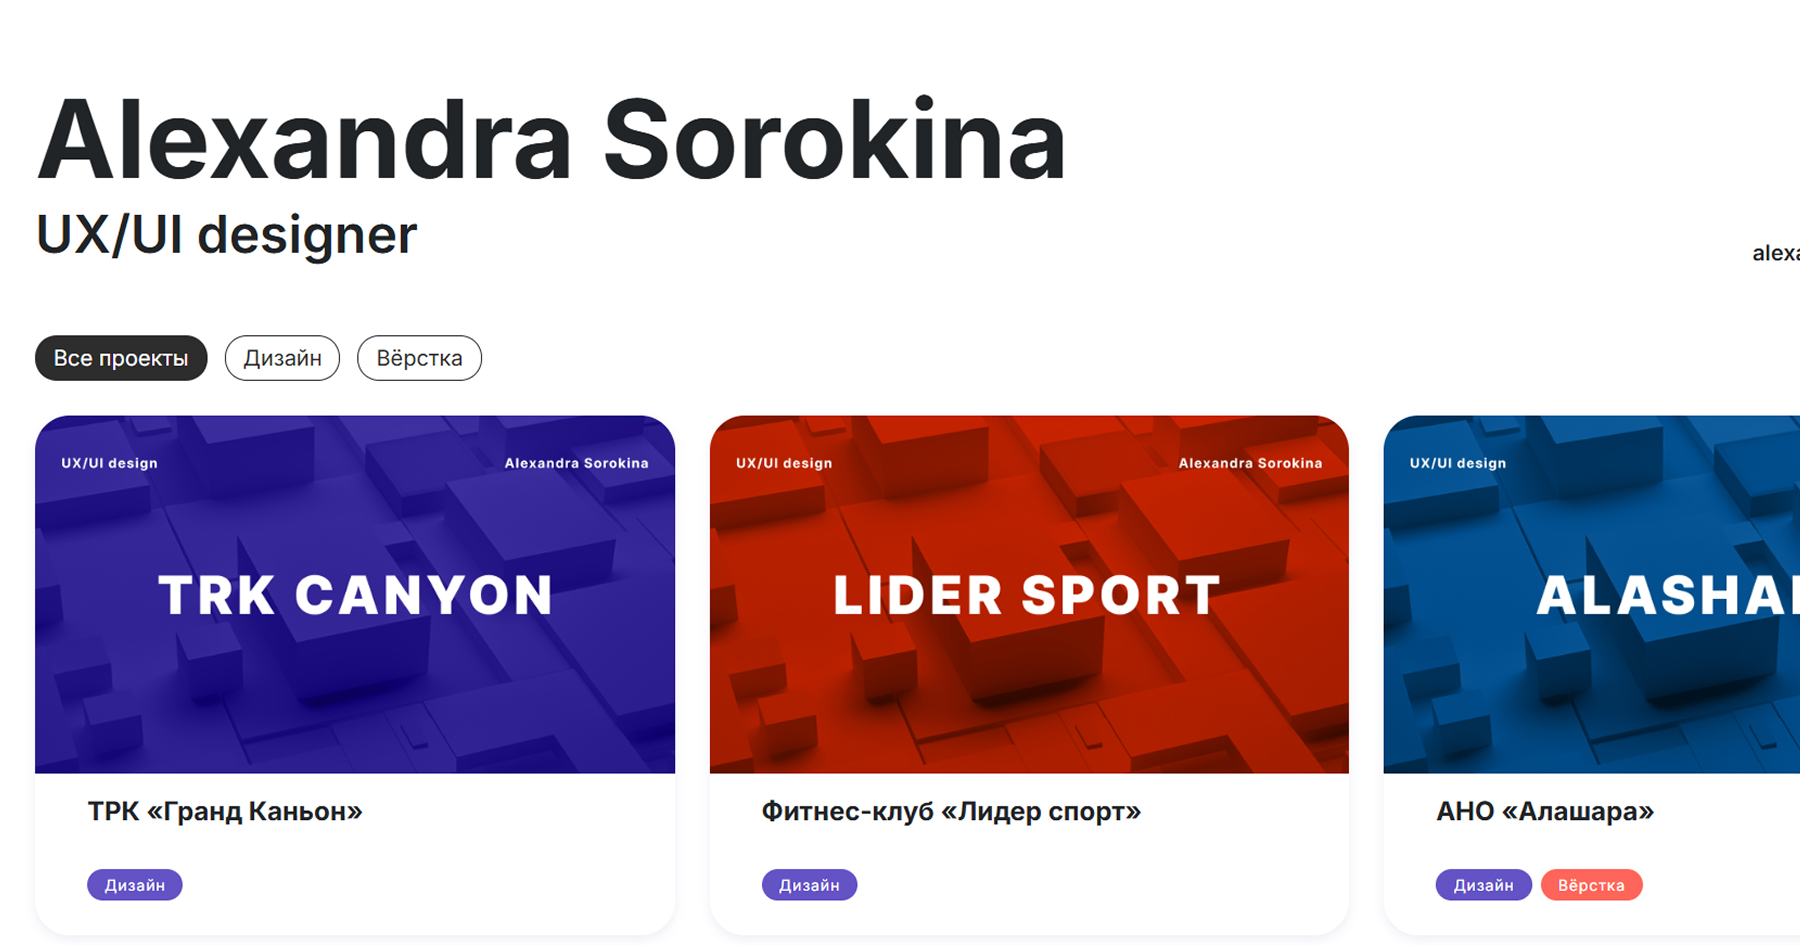 Alexandra Sorokina
UX/UI designer
alexa
Все проекты
Дизайн
Вёрстка
UX/UI design
Alexandra Sorokina
TRK CANYON
ТРК «Гранд Каньон»
Дизайн
UX/UI design
Alexandra Sorokina
LIDER SPORT
Фитнес-клуб «Лидер спорт»
Дизайн
UX/UI design
ALASHA
АНО «Алашара»
Дизайн
Вёрстка